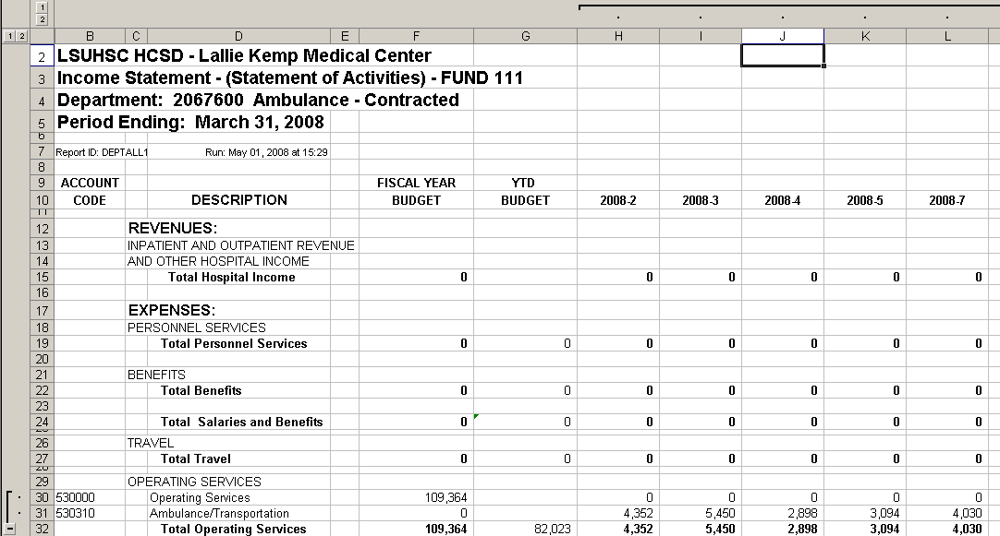 1
2
1 2 B C D E F G H I J K L
2 LSUHSC HCSD - Lallie Kemp Medical Center
3 Income Statement - (Statement of Activities) - FUND 111
4 Department: 2067600 Ambulance - Contracted
5 Period Ending: March 31, 2008
6
7 Report ID: DEPTALL1 Run: May 01, 2008 at 15:29
8
9 ACCOUNT FISCAL YEAR YTD
10 CODE DESCRIPTION BUDGET BUDGET 2008-2 2008-3 2008-4 2008-5 2008-7
11
12 REVENUES:
13 INPATIENT AND OUTPATIENT REVENUE
14 AND OTHER HOSPITAL INCOME
15 Total Hospital Income 0 0 0 0 0 0
16
17 EXPENSES:
18 PERSONNEL SERVICES
19 Total Personnel Services 0 0 0 0 0 0 0
20
21 BENEFITS
22 Total Benefits 0 0 0 0 0 0 0
23
24 Total Salaries and Benefits 0 0 0 0 0 0 0
26 TRAVEL
27 Total Travel 0 0 0 0 0 0 0
29 OPERATING SERVICES
30 530000 Operating Services 109,364 0 0 0 0 0
31 530310 Ambulance/Transportation 0 4,352 5,450 2,898 3,094 4,030
32 Total Operating Services 109,364 82,023 4,352 5,450 2,898 3,094 4,030